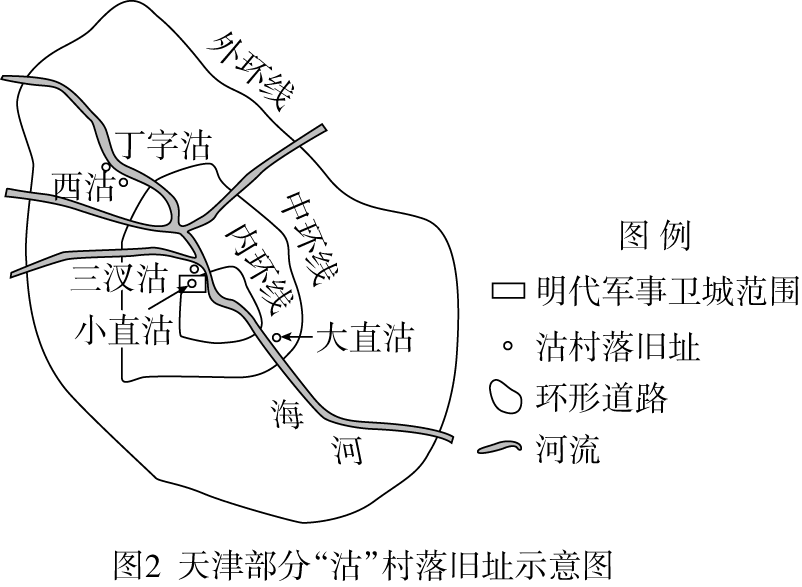 外环线
丁字沽
西沽
中环线
内环线
三汉沽
小直沽
大直沽
海河
图例
明代军事卫城范围
沽村落旧址
环形道路
河流
图2 天津部分“沽”村落旧址示意图